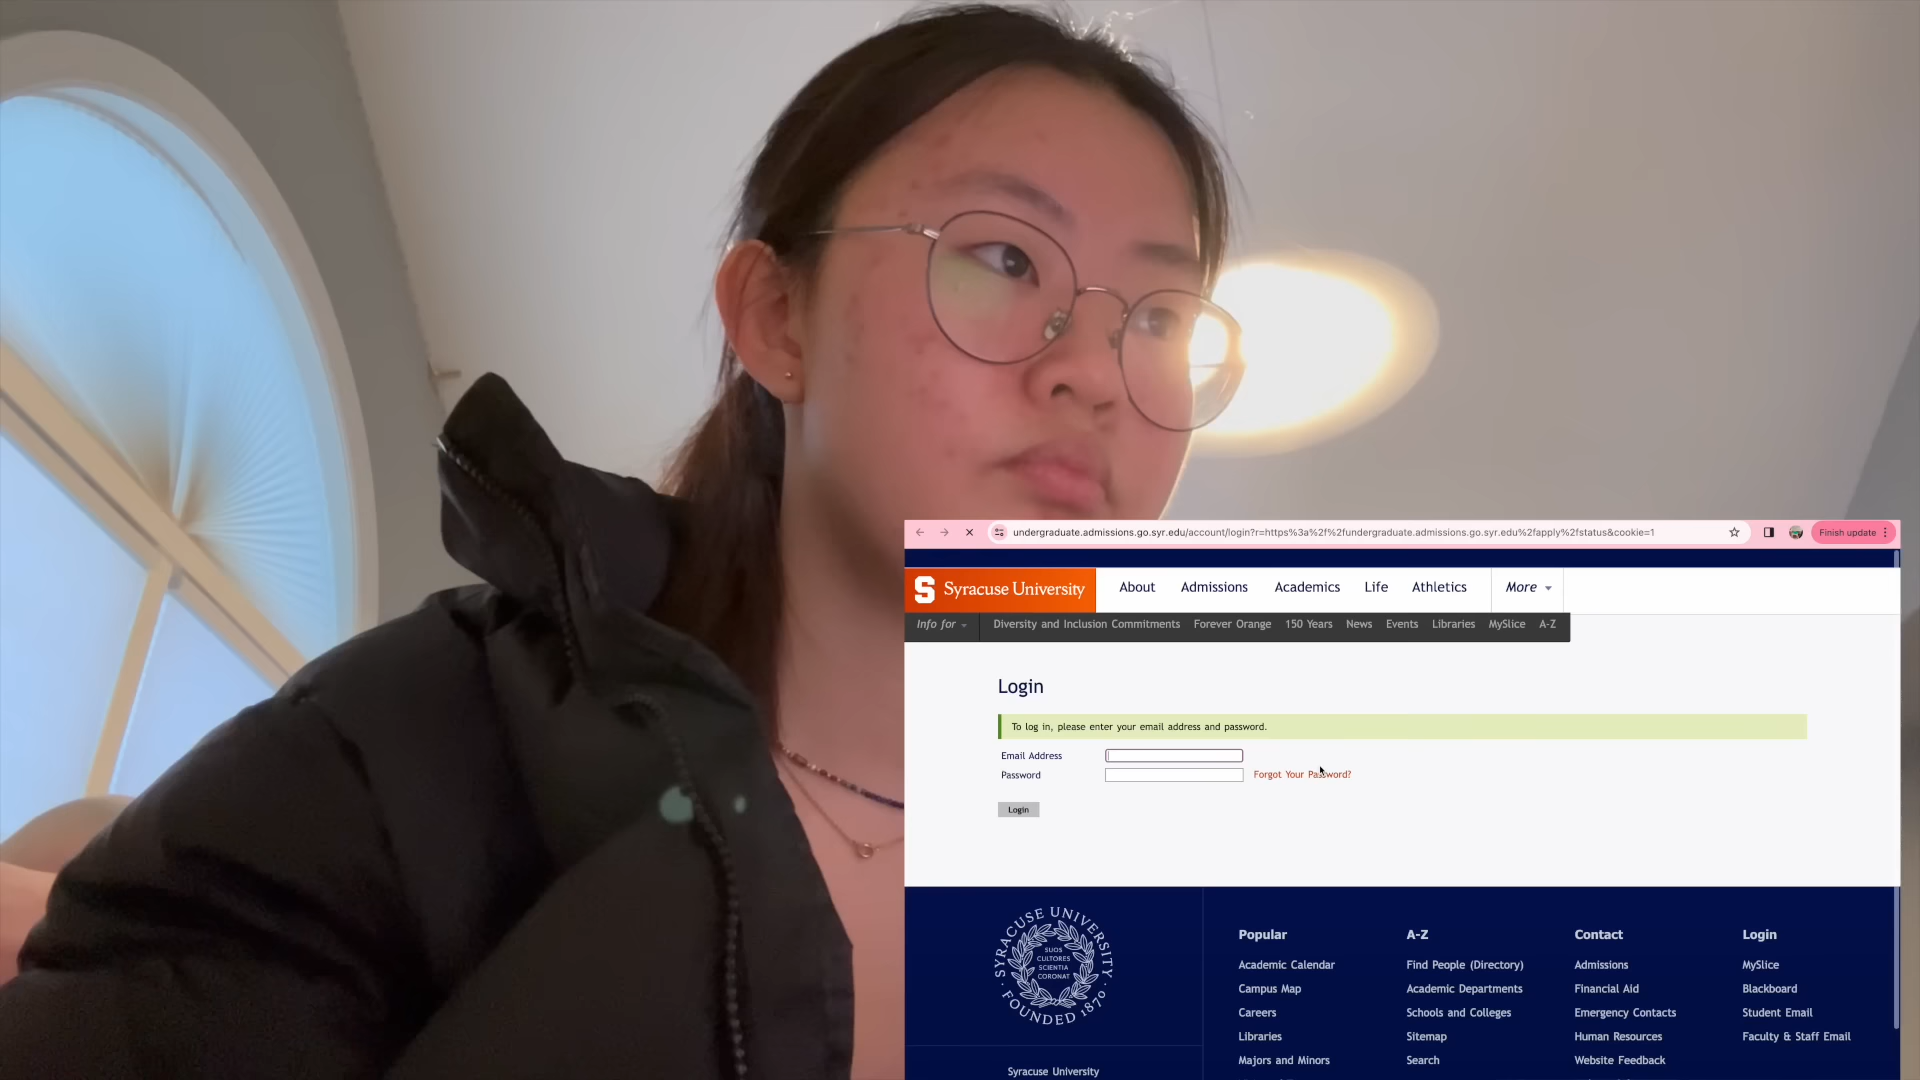 undergraduate.admissions.go.syr.edu/account/login?r=https%3a%2f%2fundergraduate.admissions.go.syr.edu%2fapply%2fstatus&cookie=1
Finish update
S Syracuse University
About Admissions Academics Life Athletics More
Info for Diversity and Inclusion Commitments Forever Orange 150 Years News Events Libraries MySlice A-Z
Login
To log in, please enter your email address and password.
Email Address
Password Forgot Your Password?
Login
SYRACUSE UNIVERSITY
SUOS
CULTORES
SCIENTIA
CORONAT
FOUNDED 1870
Syracuse University
Popular
Academic Calendar
Campus Map
Careers
Libraries
Majors and Minors
A-Z
Find People (Directory)
Academic Departments
Schools and Colleges
Sitemap
Search
Contact
Admissions
Financial Aid
Emergency Contacts
Human Resources
Website Feedback
Login
MySlice
Blackboard
Student Email
Faculty & Staff Email